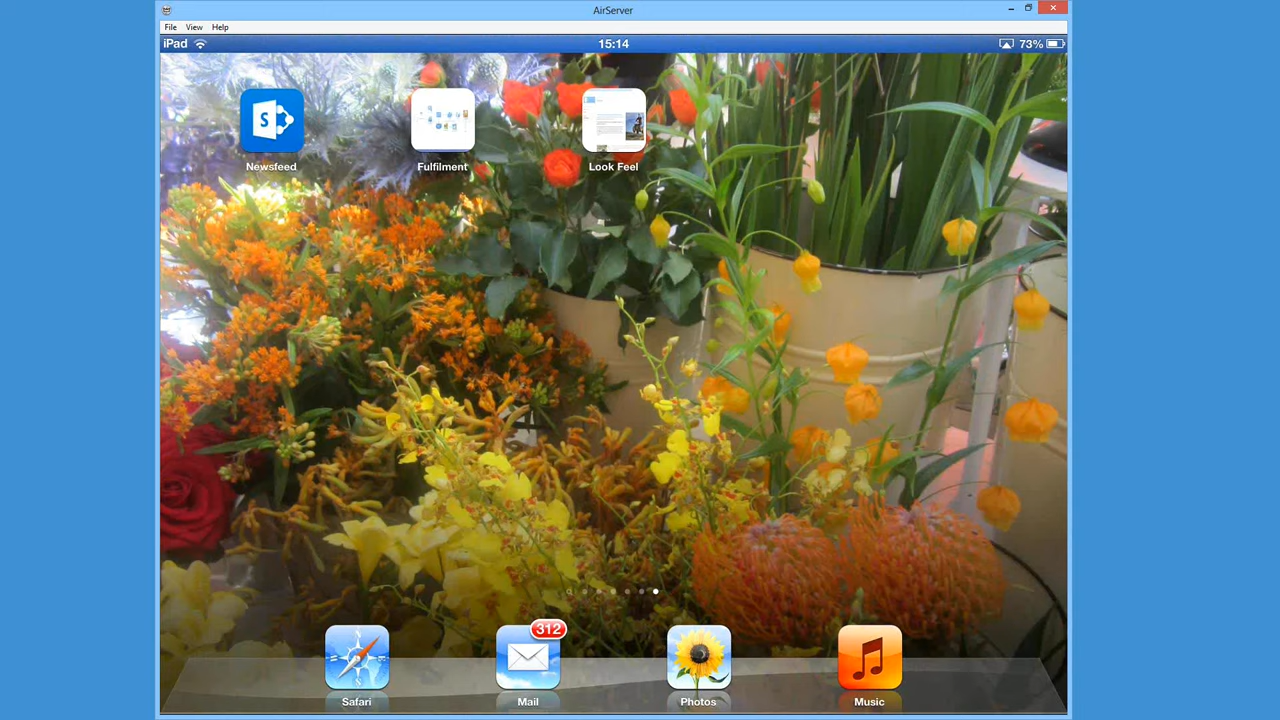 AirServer
File View Help
iPad 15:14 73%
S
Newsfeed Fulfilment Look Feel
312
Safari Mail Photos Music